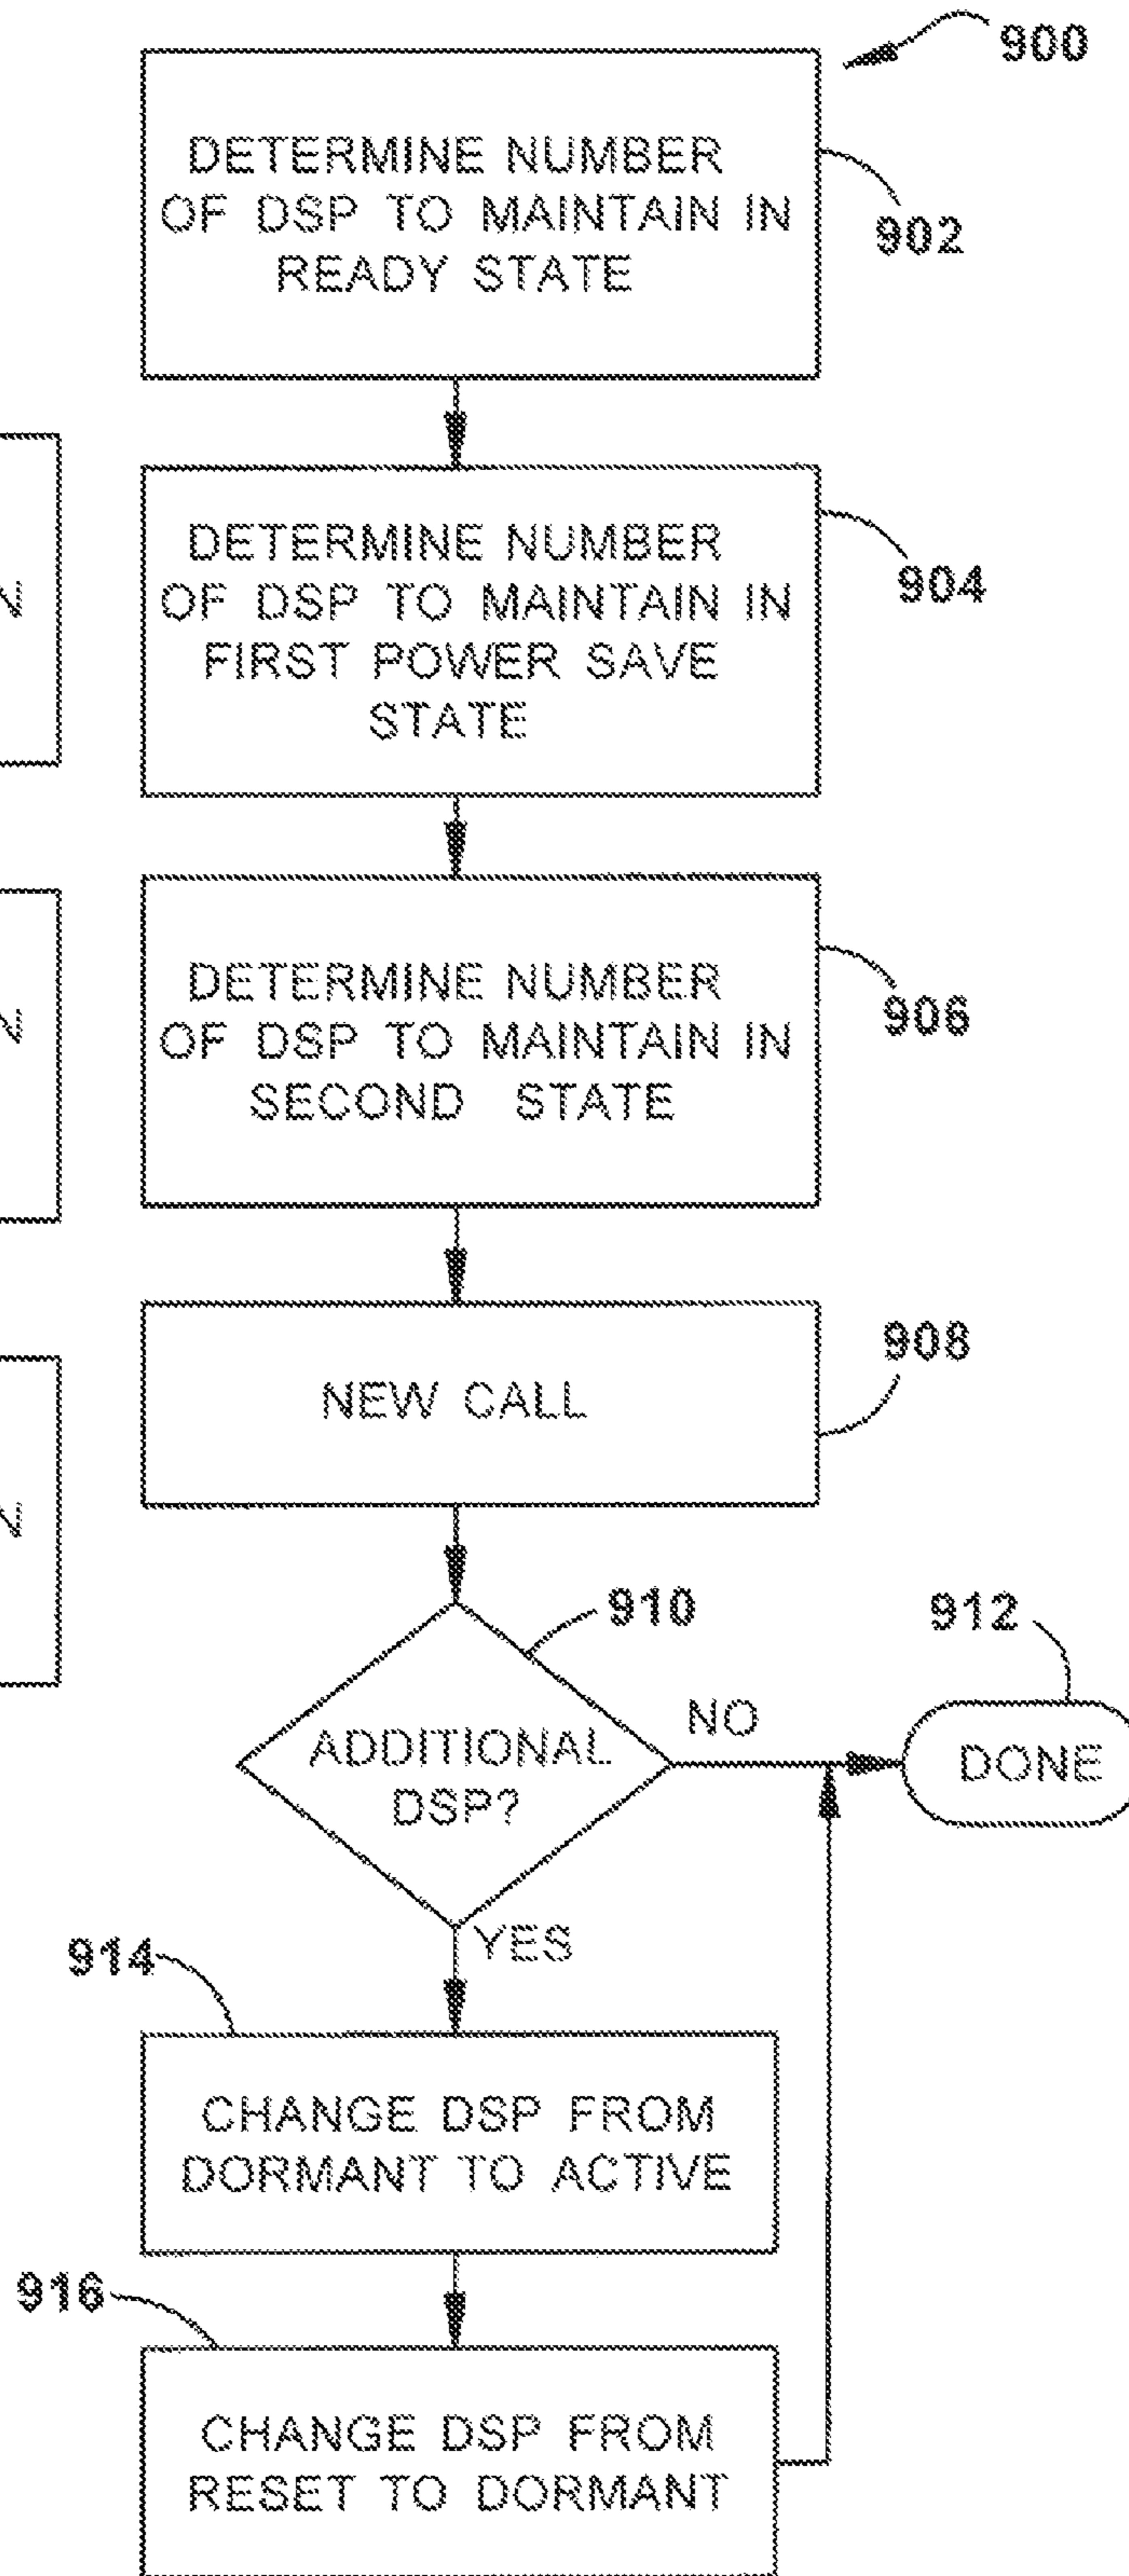 900
DETERMINE NUMBER
OF DSP TO MAINTAIN IN
READY STATE
902
DETERMINE NUMBER
OF DSP TO MAINTAIN IN
FIRST POWER SAVE
STATE
904
N
DETERMINE NUMBER
OF DSP TO MAINTAIN IN
SECOND STATE
906
N
NEW CALL
908
N
ADDITIONAL
DSP?
910
NO
912
DONE
YES
914
CHANGE DSP FROM
DORMANT TO ACTIVE
916
CHANGE DSP FROM
RESET TO DORMANT